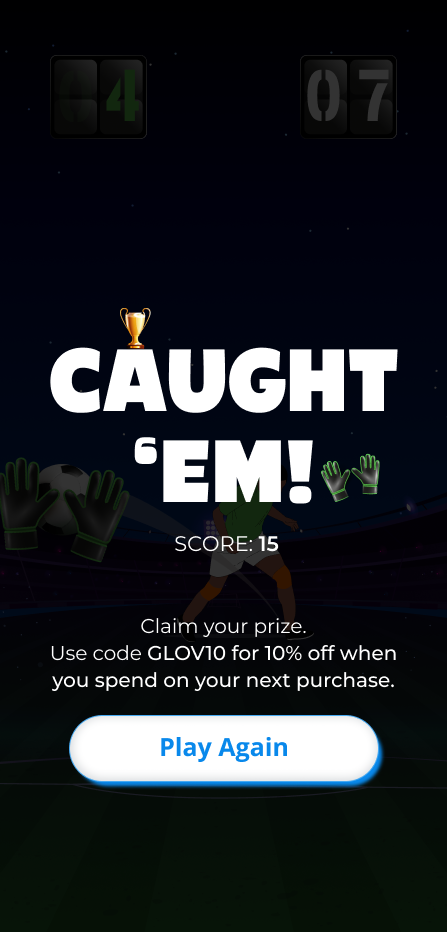 4 07
CAUGHT
‘EM!
SCORE: 15
Claim your prize.
Use code GLOV10 for 10% off when
you spend on your next purchase.
Play Again